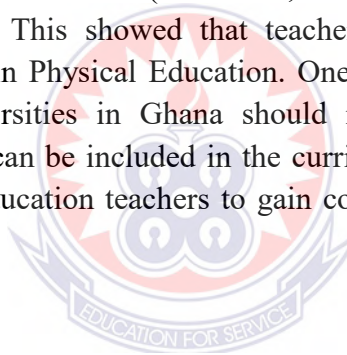 This showed that teache
n Physical Education. One
rsities in Ghana should
can be included in the curri
ucation teachers to gain co
EDUCATION FOR SERVICE